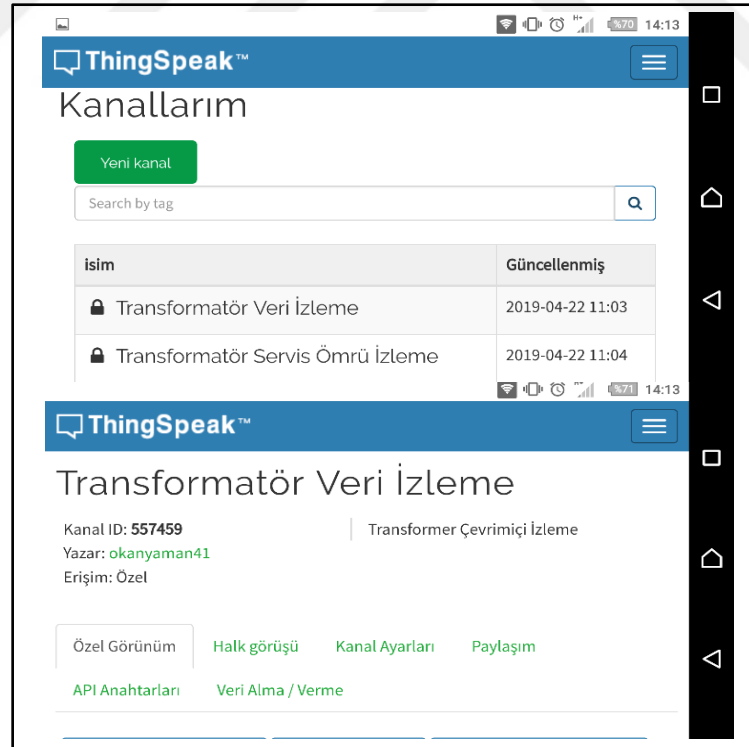 H+ %70 14:13
ThingSpeak™
Kanallarım
Yeni kanal
Search by tag
isim Güncellenmiş
Transformatör Veri İzleme 2019-04-22 11:03
Transformatör Servis Ömrü İzleme 2019-04-22 11:04
%71 14:13
ThingSpeak™
Transformatör Veri İzleme
Kanal ID: 557459 Transformer Çevrimiçi İzleme
Yazar: okanyaman41
Erişim: Özel
Özel Görünüm Halk görüşü Kanal Ayarları Paylaşım
API Anahtarları Veri Alma / Verme